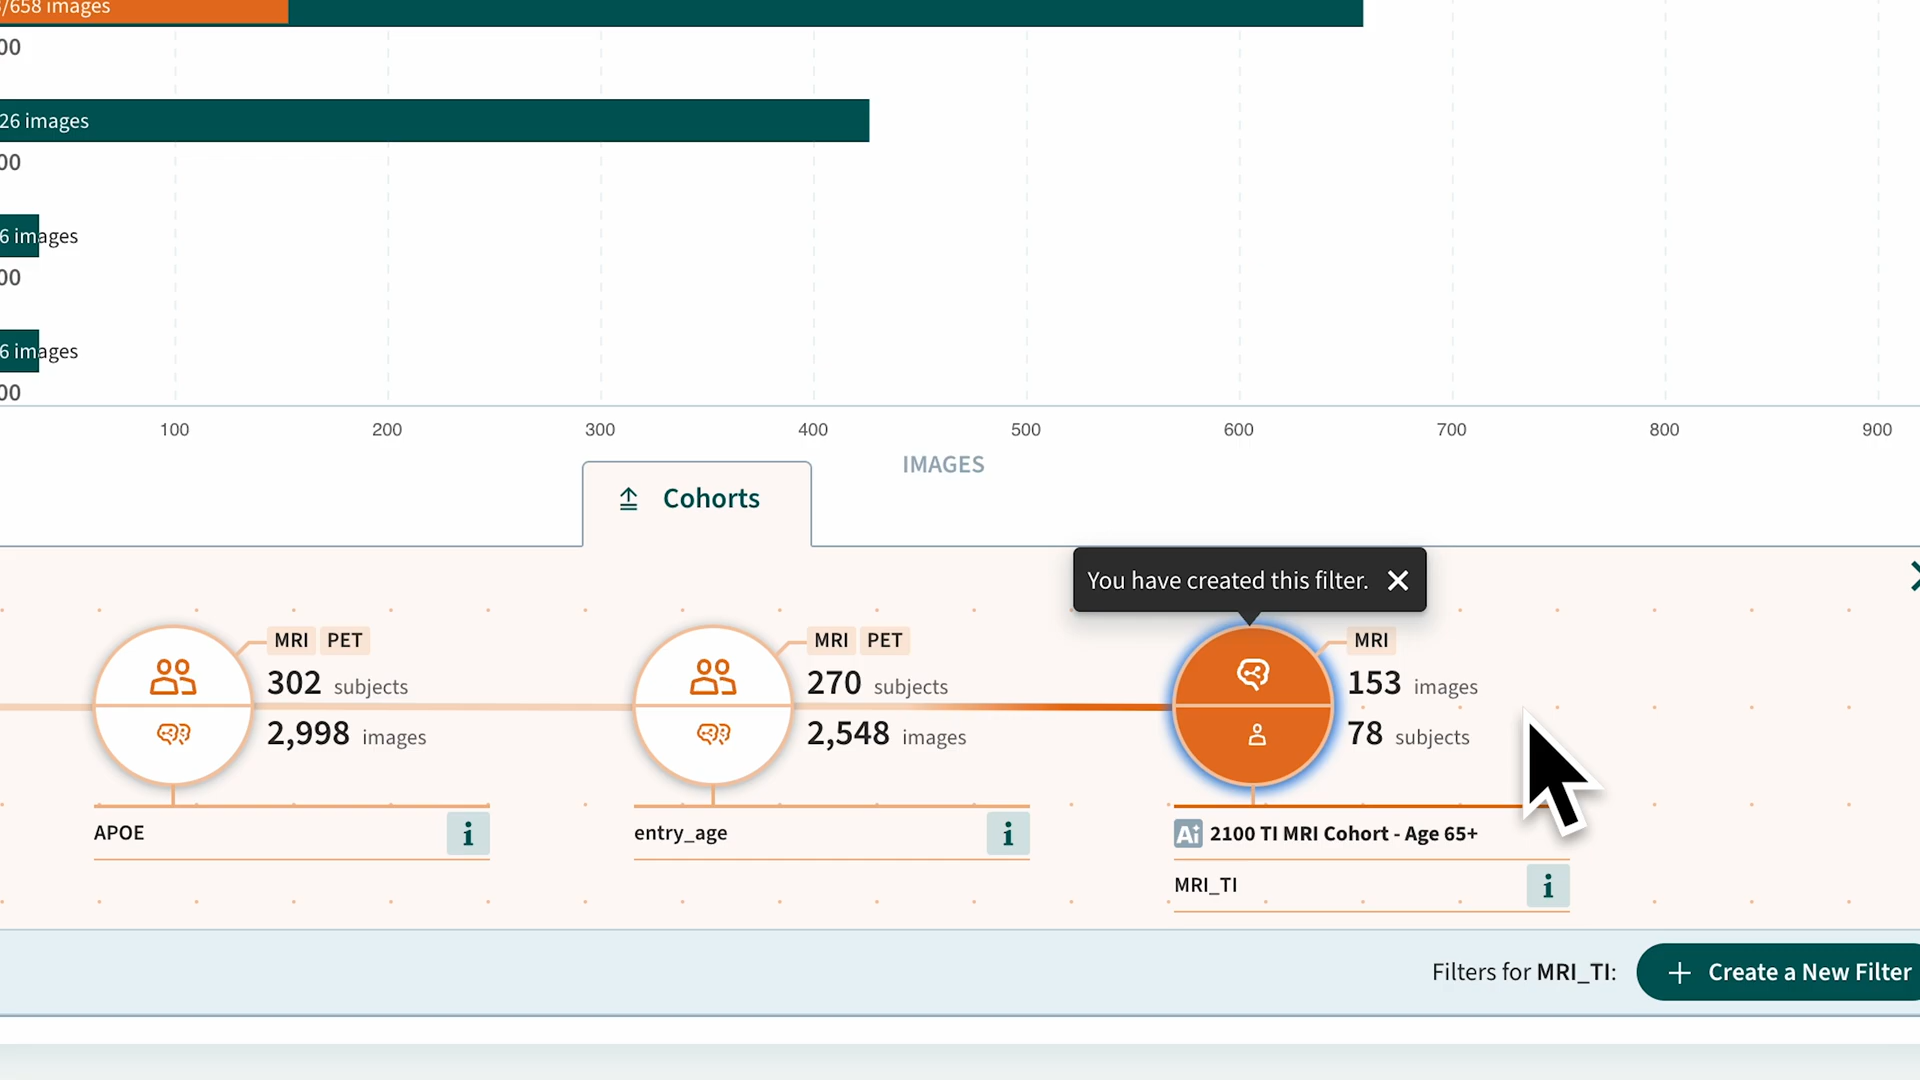 /658 images
00
26 images
00
6 images
00
6 images
00
100 200 300 400 500 600 700 800 900
IMAGES
Cohorts
You have created this filter.
MRI PET
302 subjects
2,998 images
APOE
i
MRI PET
270 subjects
2,548 images
entry_age
i
MRI
153 images
78 subjects
Ai 2100 TI MRI Cohort - Age 65+
MRI_TI
i
Filters for MRI_TI:
+ Create a New Filter